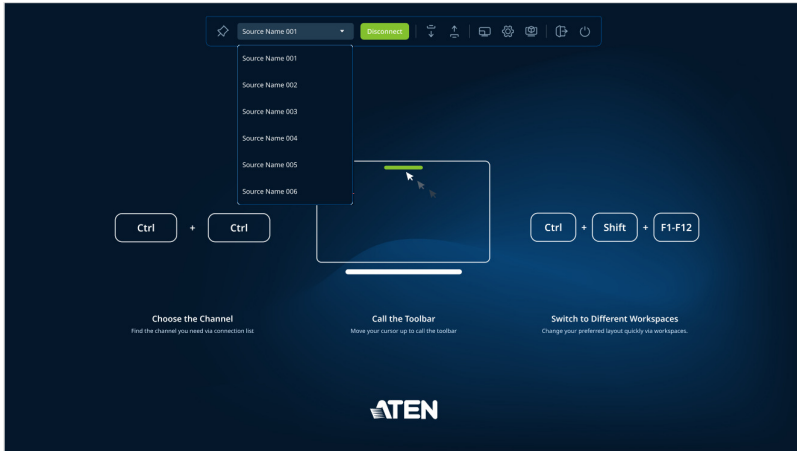 Source Name 001
Disconnect
Source Name 001
Source Name 002
Source Name 003
Source Name 004
Source Name 005
Source Name 006
Ctrl + Ctrl
Ctrl + Shift + F1-F12
Choose the Channel
Find the channel you need via connection list
Call the Toolbar
Move your cursor up to call the toolbar
Switch to Different Workspaces
Change your preferred layout quickly via workspaces.
ATEN